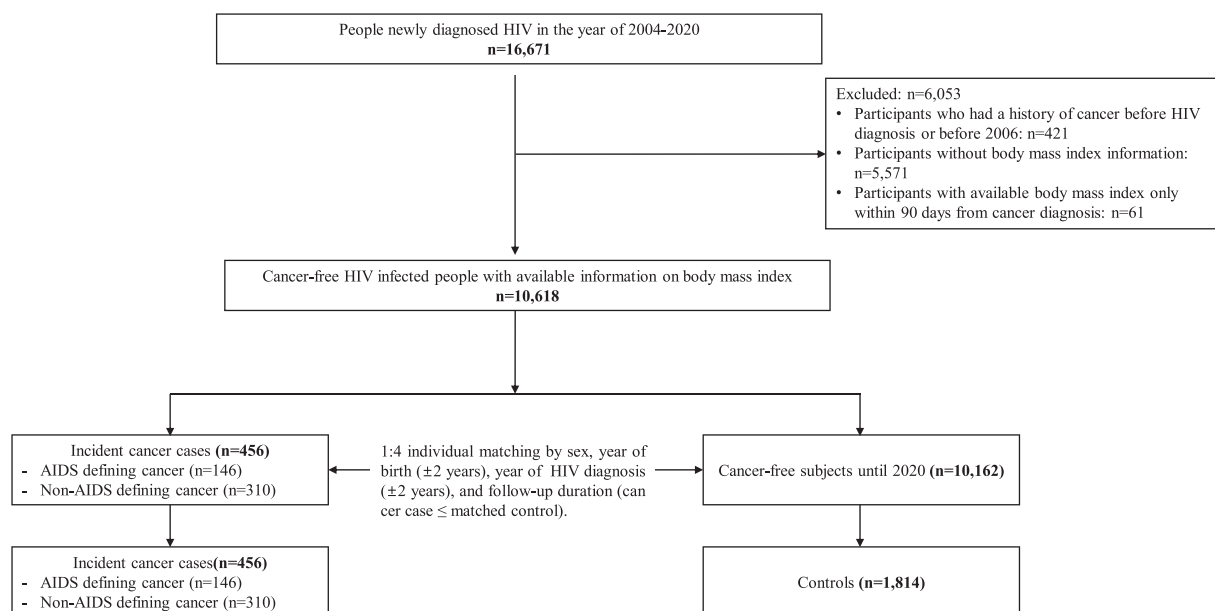 People newly diagnosed HIV in the year of 2004-2020
n=16,671
Excluded: n=6,053
• Participants who had a history of cancer before HIV
diagnosis or before 2006: n=421
• Participants without body mass index information:
n=5,571
• Participants with available body mass index only
within 90 days from cancer diagnosis: n=61
Cancer-free HIV infected people with available information on body mass index
n=10,618
Incident cancer cases (n=456)
- AIDS defining cancer (n=146)
- Non-AIDS defining cancer (n=310)
1:4 individual matching by sex, year of
birth (±2 years), year of HIV diagnosis
(±2 years), and follow-up duration (can
cer case ≤ matched control).
Cancer-free subjects until 2020 (n=10,162)
Incident cancer cases(n=456)
- AIDS defining cancer (n=146)
- Non-AIDS defining cancer (n=310)
Controls (n=1,814)